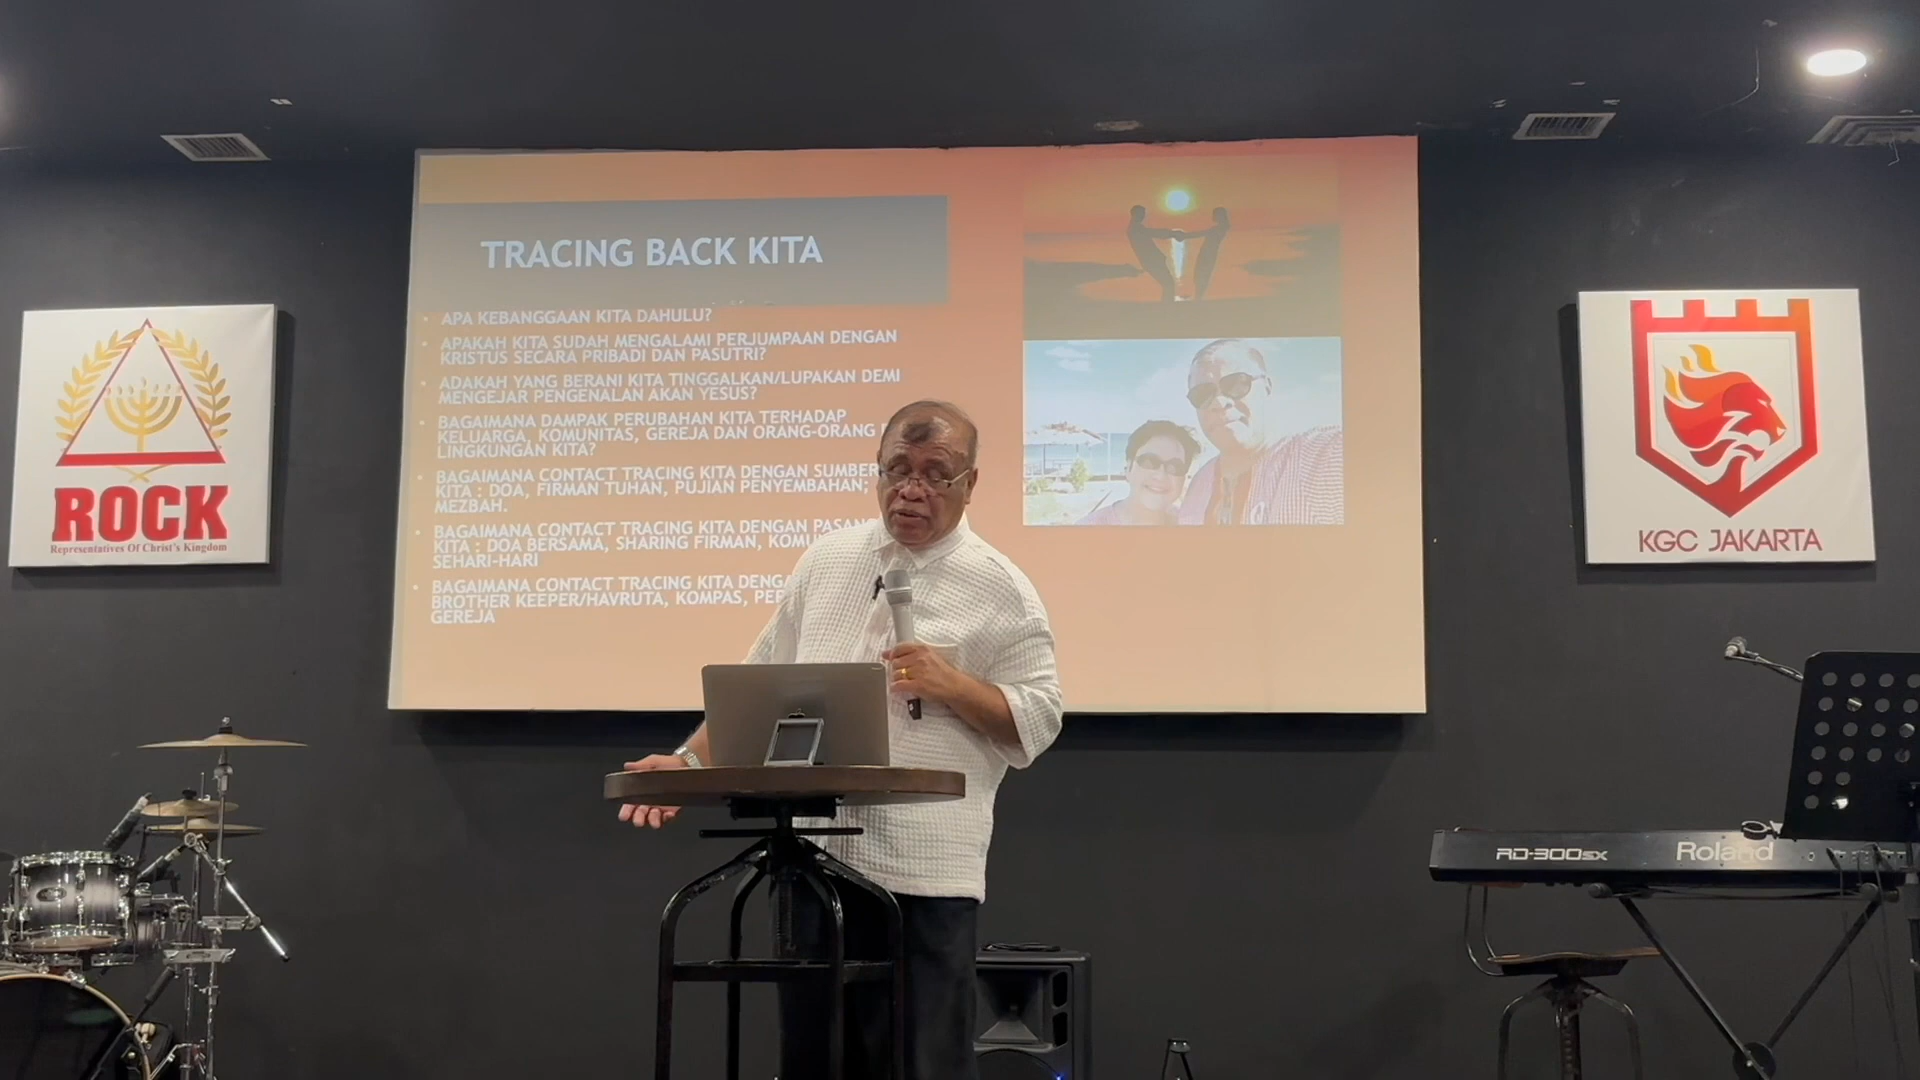 TRACING BACK KITA
• APA KEBANGGAAN KITA DAHULU?
• APAKAH KITA SUDAH MENGALAMI PERJUMPAAN DENGAN
KRISTUS SECARA PRIBADI DAN PASUTRI?
• ADAKAH YANG BERANI KITA TINGGALKAN/LUPAKAN DEMI
MENGEJAR PENGENALAN AKAN YESUS?
• BAGAIMANA DAMPAK PERUBAHAN KITA TERHADAP
KELUARGA, KOMUNITAS, GEREJA DAN ORANG-ORANG
LINGKUNGAN KITA?
• BAGAIMANA CONTACT TRACING KITA DENGAN SUMBER
KITA : DOA, FIRMAN TUHAN, PUJIAN PENYEMBAHAN;
MEZBAH.
• BAGAIMANA CONTACT TRACING KITA DENGAN
KITA : DOA BERSAMA, SHARING FIRMAN,
SEHARI-HARI
• BAGAIMANA CONTACT TRACING KITA
BROTHER KEEPER/HAVRUTA, KOMPAS,
GEREJA
ROCK
Representatives Of Christ's Kingdom
KGC JAKARTA
RD-300SX
Roland